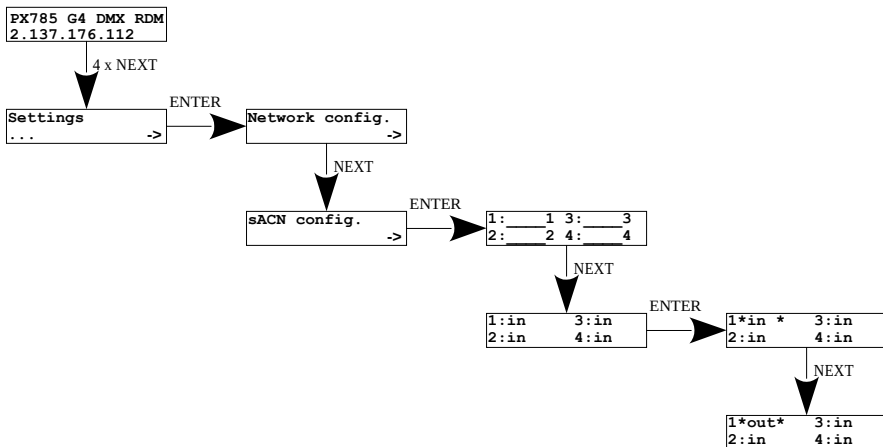 PX785 G4 DMX RDM
2.137.176.112
4 x NEXT
Settings
... ->
ENTER
Network config.
->
NEXT
sACN config.
->
ENTER
1:____1 3:____3
2:____2 4:____4
NEXT
1:in 3:in
2:in 4:in
ENTER
1*in * 3:in
2:in 4:in
NEXT
1*out* 3:in
2:in 4:in